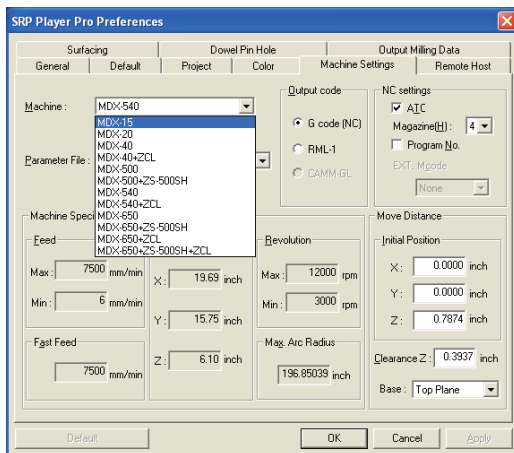 SRP Player Pro Preferences
Surfacing Dowel Pin Hole Output Milling Data
General Default Project Color Machine Settings Remote Host
Machine : MDX-540
MDX-15
MDX-20
MDX-40
MDX-40+ZCL
MDX-500
MDX-500+ZS-500SH
MDX-540
MDX-540+ZCL
MDX-650
MDX-650+ZS-500SH
MDX-650+ZCL
MDX-650+ZS-500SH+ZCL
Parameter File :
Output code
G code (NC)
RML-1
CAMM-GL
NC settings
ATC
Magazine(H) : 4
Program No.
EXT. Mcode
None
Machine Speci
Feed
Max : 7500 mm/min
Min : 6 mm/min
Fast Feed
7500 mm/min
X : 19.69 inch
Y : 15.75 inch
Z : 6.10 inch
Revolution
Max : 12000 rpm
Min : 3000 rpm
Max. Arc Radius
196.85039 inch
Move Distance
Initial Position
X : 0.0000 inch
Y : 0.0000 inch
Z : 0.7874 inch
Clearance Z : 0.3937 inch
Base : Top Plane
Default OK Cancel Apply